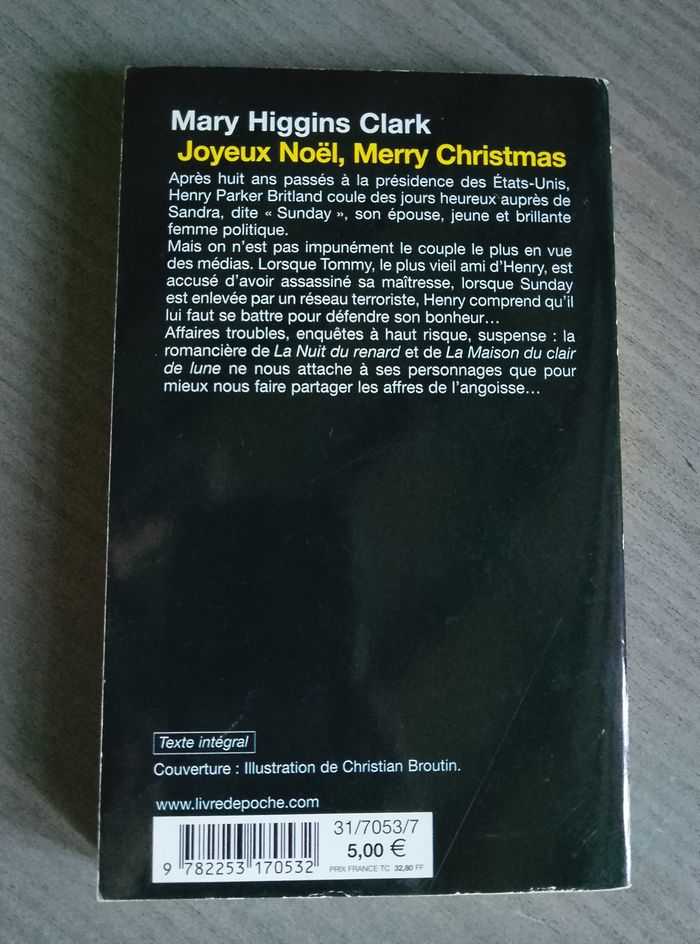 Mary Higgins Clark
Joyeux Noël, Merry Christmas
Après huit ans passés à la présidence des États-Unis,
Henry Parker Britland coule des jours heureux auprès de
Sandra, dite « Sunday », son épouse, jeune et brillante
femme politique.
Mais on n'est pas impunément le couple le plus en vue
des médias. Lorsque Tommy, le plus vieil ami d'Henry, est
accusé d'avoir assassiné sa maîtresse, lorsque Sunday
est enlevée par un réseau terroriste, Henry comprend qu'il
lui faut se battre pour défendre son bonheur...
Affaires troubles, enquêtes à haut risque, suspense : la
romancière de La Nuit du renard et de La Maison du clair
de lune ne nous attache à ses personnages que pour
mieux nous faire partager les affres de l'angoisse...
Texte intégral
Couverture : Illustration de Christian Broutin.
www.livredepoche.com
31/7053/7
5,00 €
9 782253 170532
PRIX FRANCE TC 32,80 FF